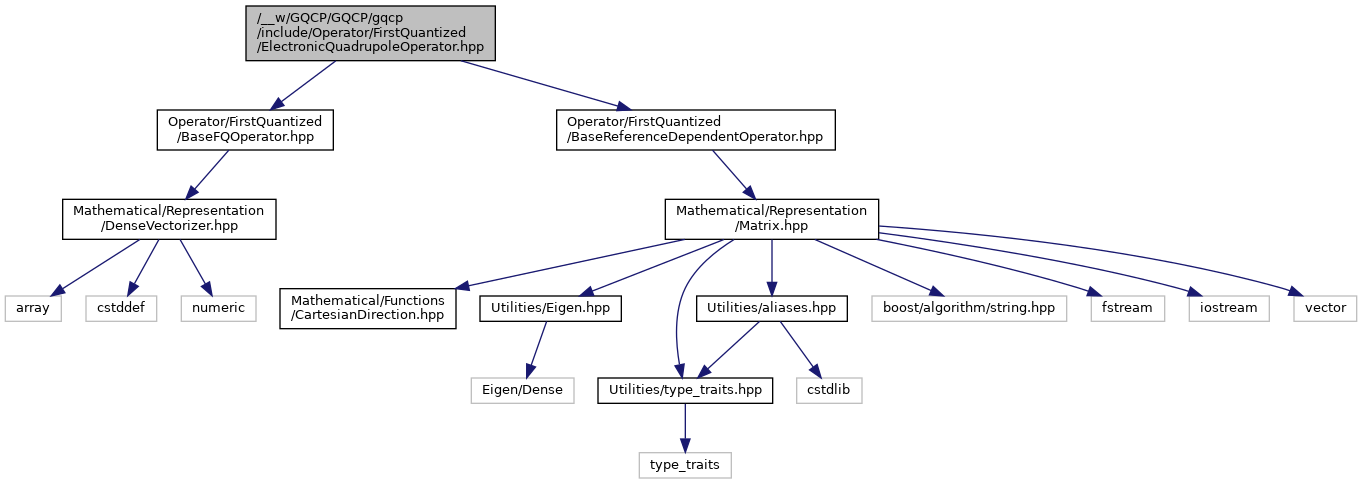 /__w/GQCP/GQCP/gqcp
/include/Operator/FirstQuantized
/ElectronicQuadrupoleOperator.hpp
Operator/FirstQuantized
/BaseFQOperator.hpp
Operator/FirstQuantized
/BaseReferenceDependentOperator.hpp
Mathematical/Representation
/DenseVectorizer.hpp
Mathematical/Representation
/Matrix.hpp
array
cstddef
numeric
Mathematical/Functions
/CartesianDirection.hpp
Utilities/Eigen.hpp
Utilities/aliases.hpp
boost/algorithm/string.hpp
fstream
iostream
vector
Eigen/Dense
Utilities/type_traits.hpp
cstdlib
type_traits